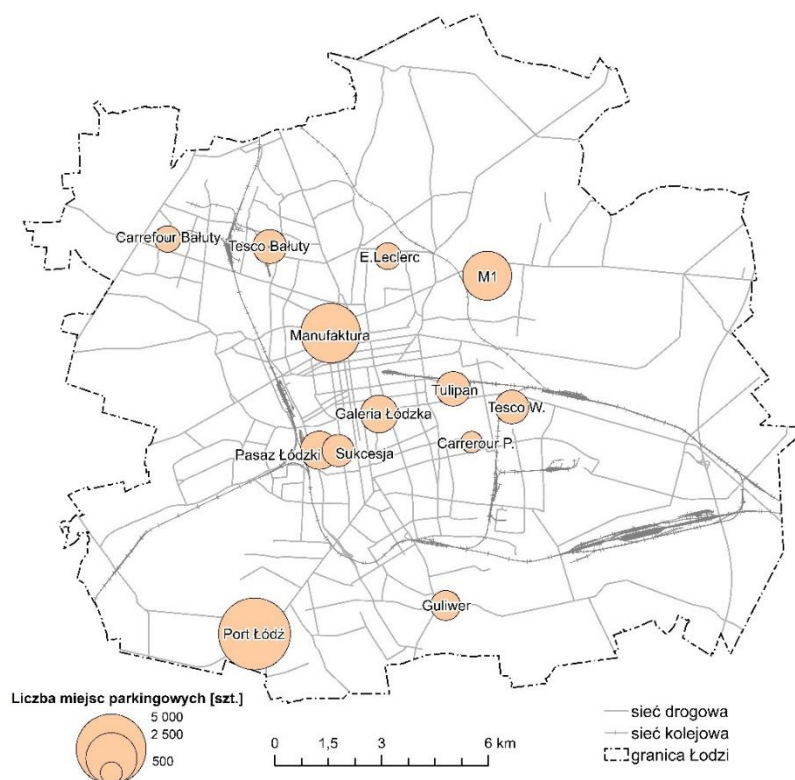 Carrefour Bałuty
Tesco Bałuty
E.Leclerc
M1
Manufaktura
Tulipan
Tesco W.
Galeria Łódzka
Carrerour P.
Pasaz Łódzki
Sukcesja
Guliwer
Port Łódź
Liczba miejsc parkingowych [szt.]
5 000
2 500
500
0 1,5 3 6 km
sieć drogowa
sieć kolejowa
granica Łodzi